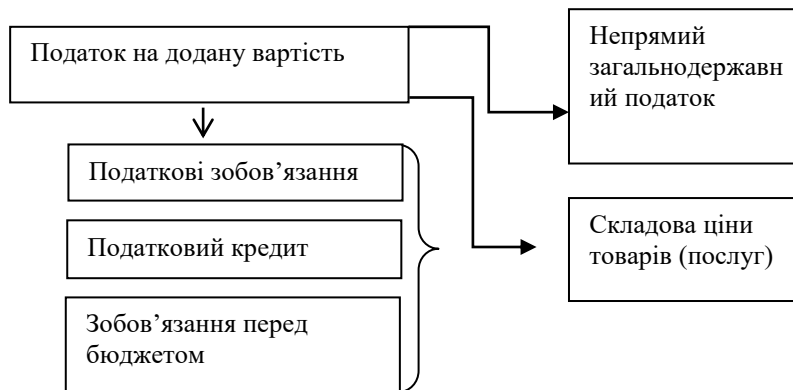 Податок на додану вартість
Непрямий
загальнодержавн
ий податок
Податкові зобов’язання
Податковий кредит
Зобов’язання перед
бюджетом
Складова ціни
товарів (послуг)